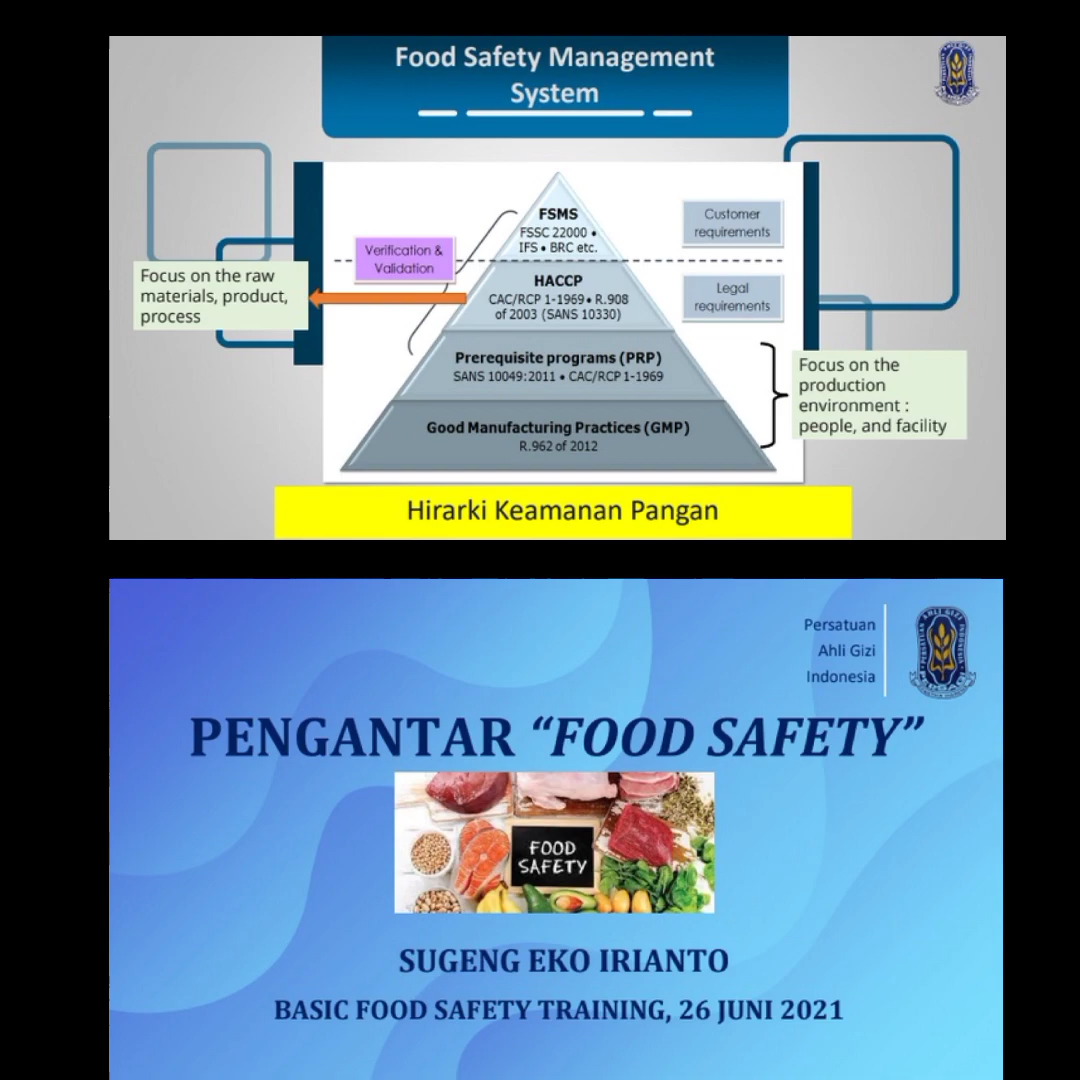 Food Safety Management
System
FSMS
FSSC 22000 •
IFS • BRC etc.
Customer
requirements
Verification &
Validation
Focus on the raw
materials, product,
process
HACCP
CAC/RCP 1-1969 • R.908
of 2003 (SANS 10330)
Legal
requirements
Prerequisite programs (PRP)
SANS 10049:2011 • CAC/RCP 1-1969
Focus on the
production
environment :
people, and facility
Good Manufacturing Practices (GMP)
R.962 of 2012
Hirarki Keamanan Pangan
Persatuan
Ahli Gizi
Indonesia
PENGANTAR “FOOD SAFETY”
FOOD
SAFETY
SUGENG EKO IRIANTO
BASIC FOOD SAFETY TRAINING, 26 JUNI 2021